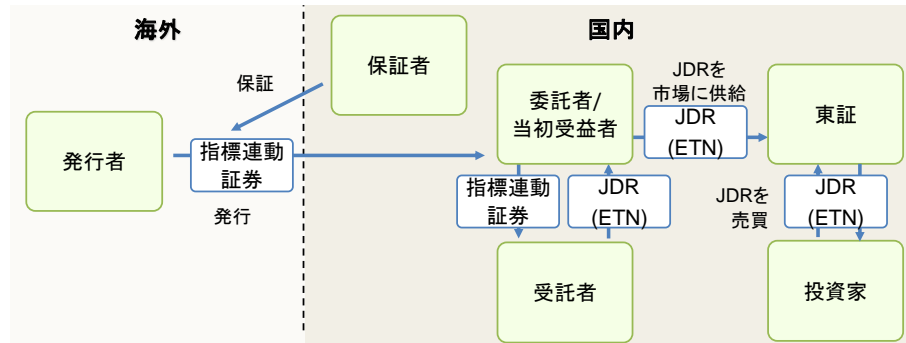 海外
国内
保証者
保証
発行者
指標連動
証券
発行
委託者/
当初受益者
JDRを
市場に供給
JDR
(ETN)
東証
指標連動
証券
JDR
(ETN)
JDRを
売買
JDR
(ETN)
受託者
投資家